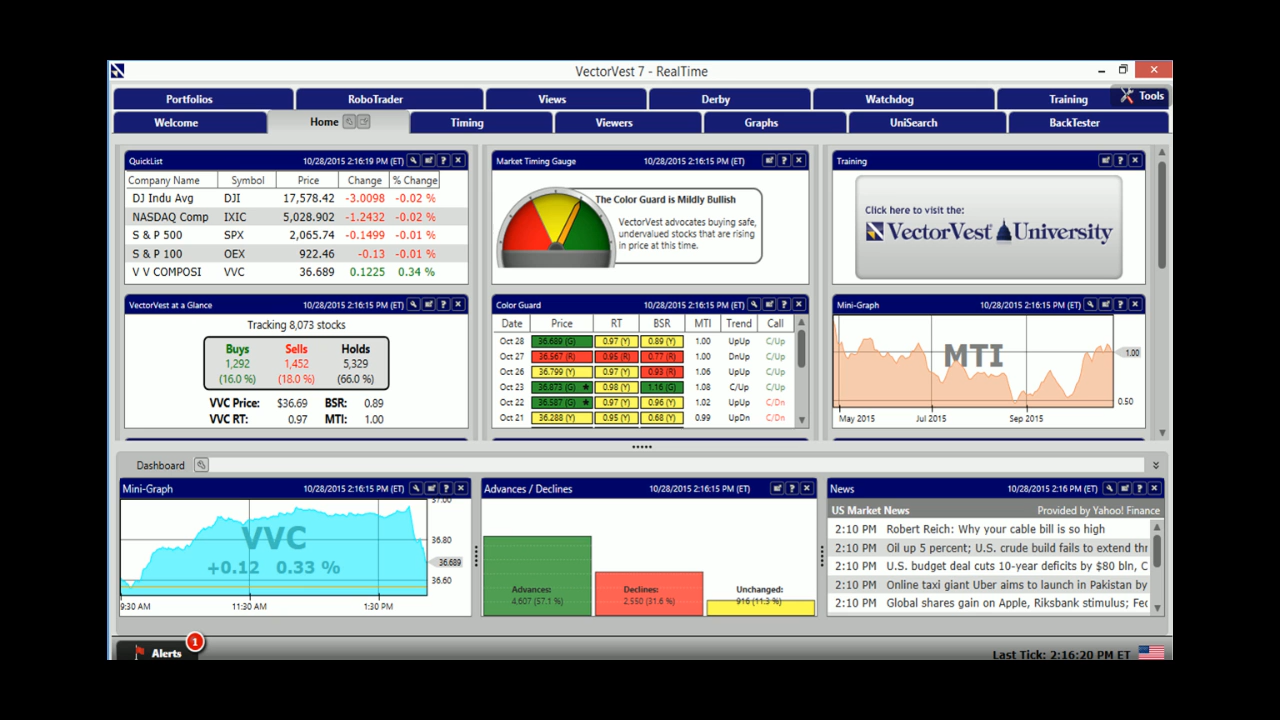 VectorVest 7 - RealTime
Portfolios RoboTrader Views Derby Watchdog Training Tools
Welcome Home Timing Viewers Graphs UniSearch BackTester
QuickList 10/28/2015 2:16:19 PM (ET)
Company Name Symbol Price Change % Change
DJ Indu Avg DJI 17,578.42 -3.0098 -0.02 %
NASDAQ Comp IXIC 5,028.902 -1.2432 -0.02 %
S & P 500 SPX 2,065.74 -0.1499 -0.01 %
S & P 100 OEX 922.46 -0.13 -0.01 %
V V COMPOSI VVC 36.689 0.1225 0.34 %
Market Timing Gauge 10/28/2015 2:16:15 PM (ET)
The Color Guard is Mildly Bullish
VectorVest advocates buying safe,
undervalued stocks that are rising
in price at this time.
Training
Click here to visit the:
VectorVest University
VectorVest at a Glance 10/28/2015 2:16:15 PM (ET)
Tracking 8,073 stocks
Buys Sells Holds
1,292 1,452 5,329
(16.0 %) (18.0 %) (66.0 %)
VVC Price: $36.69 BSR: 0.89
VVC RT: 0.97 MTI: 1.00
Color Guard 10/28/2015 2:16:15 PM (ET)
Date Price RT BSR MTI Trend Call
Oct 28 36.689 (G) 0.97 (Y) 0.89 (Y) 1.00 UpUp C/Up
Oct 27 36.567 (R) 0.95 (R) 0.77 (R) 1.00 DnUp C/Up
Oct 26 36.799 (Y) 0.97 (Y) 0.93 (R) 1.06 UpUp C/Up
Oct 23 36.873 (G) ★ 0.98 (Y) 1.16 (G) 1.08 C/Up C/Up
Oct 22 36.587 (G) ★ 0.97 (Y) 0.96 (Y) 1.02 UpUp C/Dn
Oct 21 36.288 (Y) 0.95 (Y) 0.68 (Y) 0.99 UpDn C/Dn
Mini-Graph 10/28/2015 2:16:15 PM (ET)
MTI
1.00
0.50
May 2015 Jul 2015 Sep 2015
Dashboard
Mini-Graph 10/28/2015 2:16:15 PM (ET)
37.00
VVC
36.80
+0.12 0.33 %
36.689
36.60
9:30 AM 11:30 AM 1:30 PM
Advances / Declines 10/28/2015 2:16:15 PM (ET)
Advances: Declines: Unchanged:
4,607 (57.1 %) 2,550 (31.6 %) 916 (11.3 %)
News 10/28/2015 2:16 PM (ET)
US Market News Provided by Yahoo! Finance
2:10 PM Robert Reich: Why your cable bill is so high
2:10 PM Oil up 5 percent; U.S. crude build fails to extend thr
2:10 PM U.S. budget deal cuts 10-year deficits by $80 bln, C
2:10 PM Online taxi giant Uber aims to launch in Pakistan by
2:10 PM Global shares gain on Apple, Riksbank stimulus; Fed
Alerts 1
Last Tick: 2:16:20 PM ET